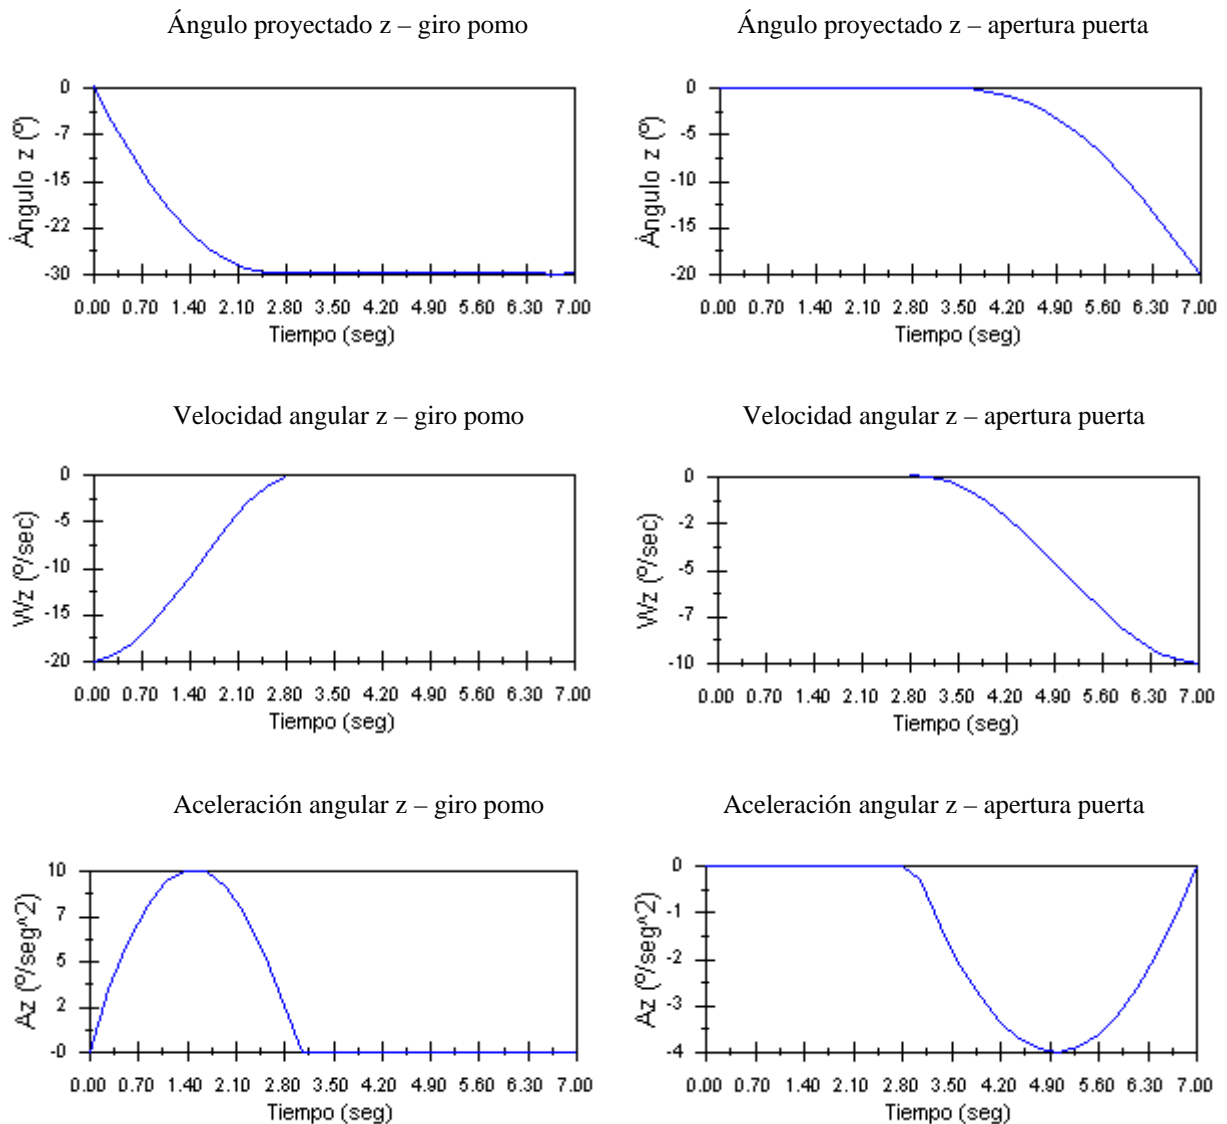 Ángulo proyectado z – giro pomo
Ángulo z (º)
0
-7
-15
-22
-30
0.00 0.70 1.40 2.10 2.80 3.50 4.20 4.90 5.60 6.30 7.00
Tiempo (seg)
Ángulo proyectado z – apertura puerta
Ángulo z (º)
0
-5
-10
-15
-20
0.00 0.70 1.40 2.10 2.80 3.50 4.20 4.90 5.60 6.30 7.00
Tiempo (seg)
Velocidad angular z – giro pomo
Wz (º/sec)
0
-5
-10
-15
-20
0.00 0.70 1.40 2.10 2.80 3.50 4.20 4.90 5.60 6.30 7.00
Tiempo (seg)
Velocidad angular z – apertura puerta
Wz (º/sec)
0
-2
-5
-7
-10
0.00 0.70 1.40 2.10 2.80 3.50 4.20 4.90 5.60 6.30 7.00
Tiempo (seg)
Aceleración angular z – giro pomo
Az (º/seg^2)
10
7
5
2
-0
0.00 0.70 1.40 2.10 2.80 3.50 4.20 4.90 5.60 6.30 7.00
Tiempo (seg)
Aceleración angular z – apertura puerta
Az (º/seg^2)
0
-1
-2
-3
-4
0.00 0.70 1.40 2.10 2.80 3.50 4.20 4.90 5.60 6.30 7.00
Tiempo (seg)